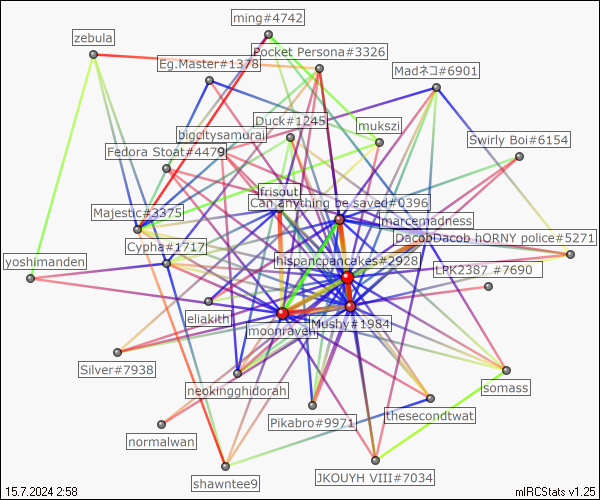 ming#4742
zebula
Pocket Persona#3326
Eg.Master#1378
Madネコ#6901
Duck#1245
mukszi
bigcitysamurai
Swirly Boi#6154
Fedora Stoat#4479
frisout
Can anything be saved#0396
Majestic#3375
marcemadness
DacobDacob hORNY police#5271
Cypha#1717
yoshimanden
hispancpancakes#2928
LPK2387 #7690
eliakith
moonraven
Mushy#1984
Silver#7938
neokingghidorah
somass
thesecondtwat
Pikabro#9971
normalwan
JKOUYH VIII#7034
shawntee9
15.7.2024 2:58
mIRCStats v1.25